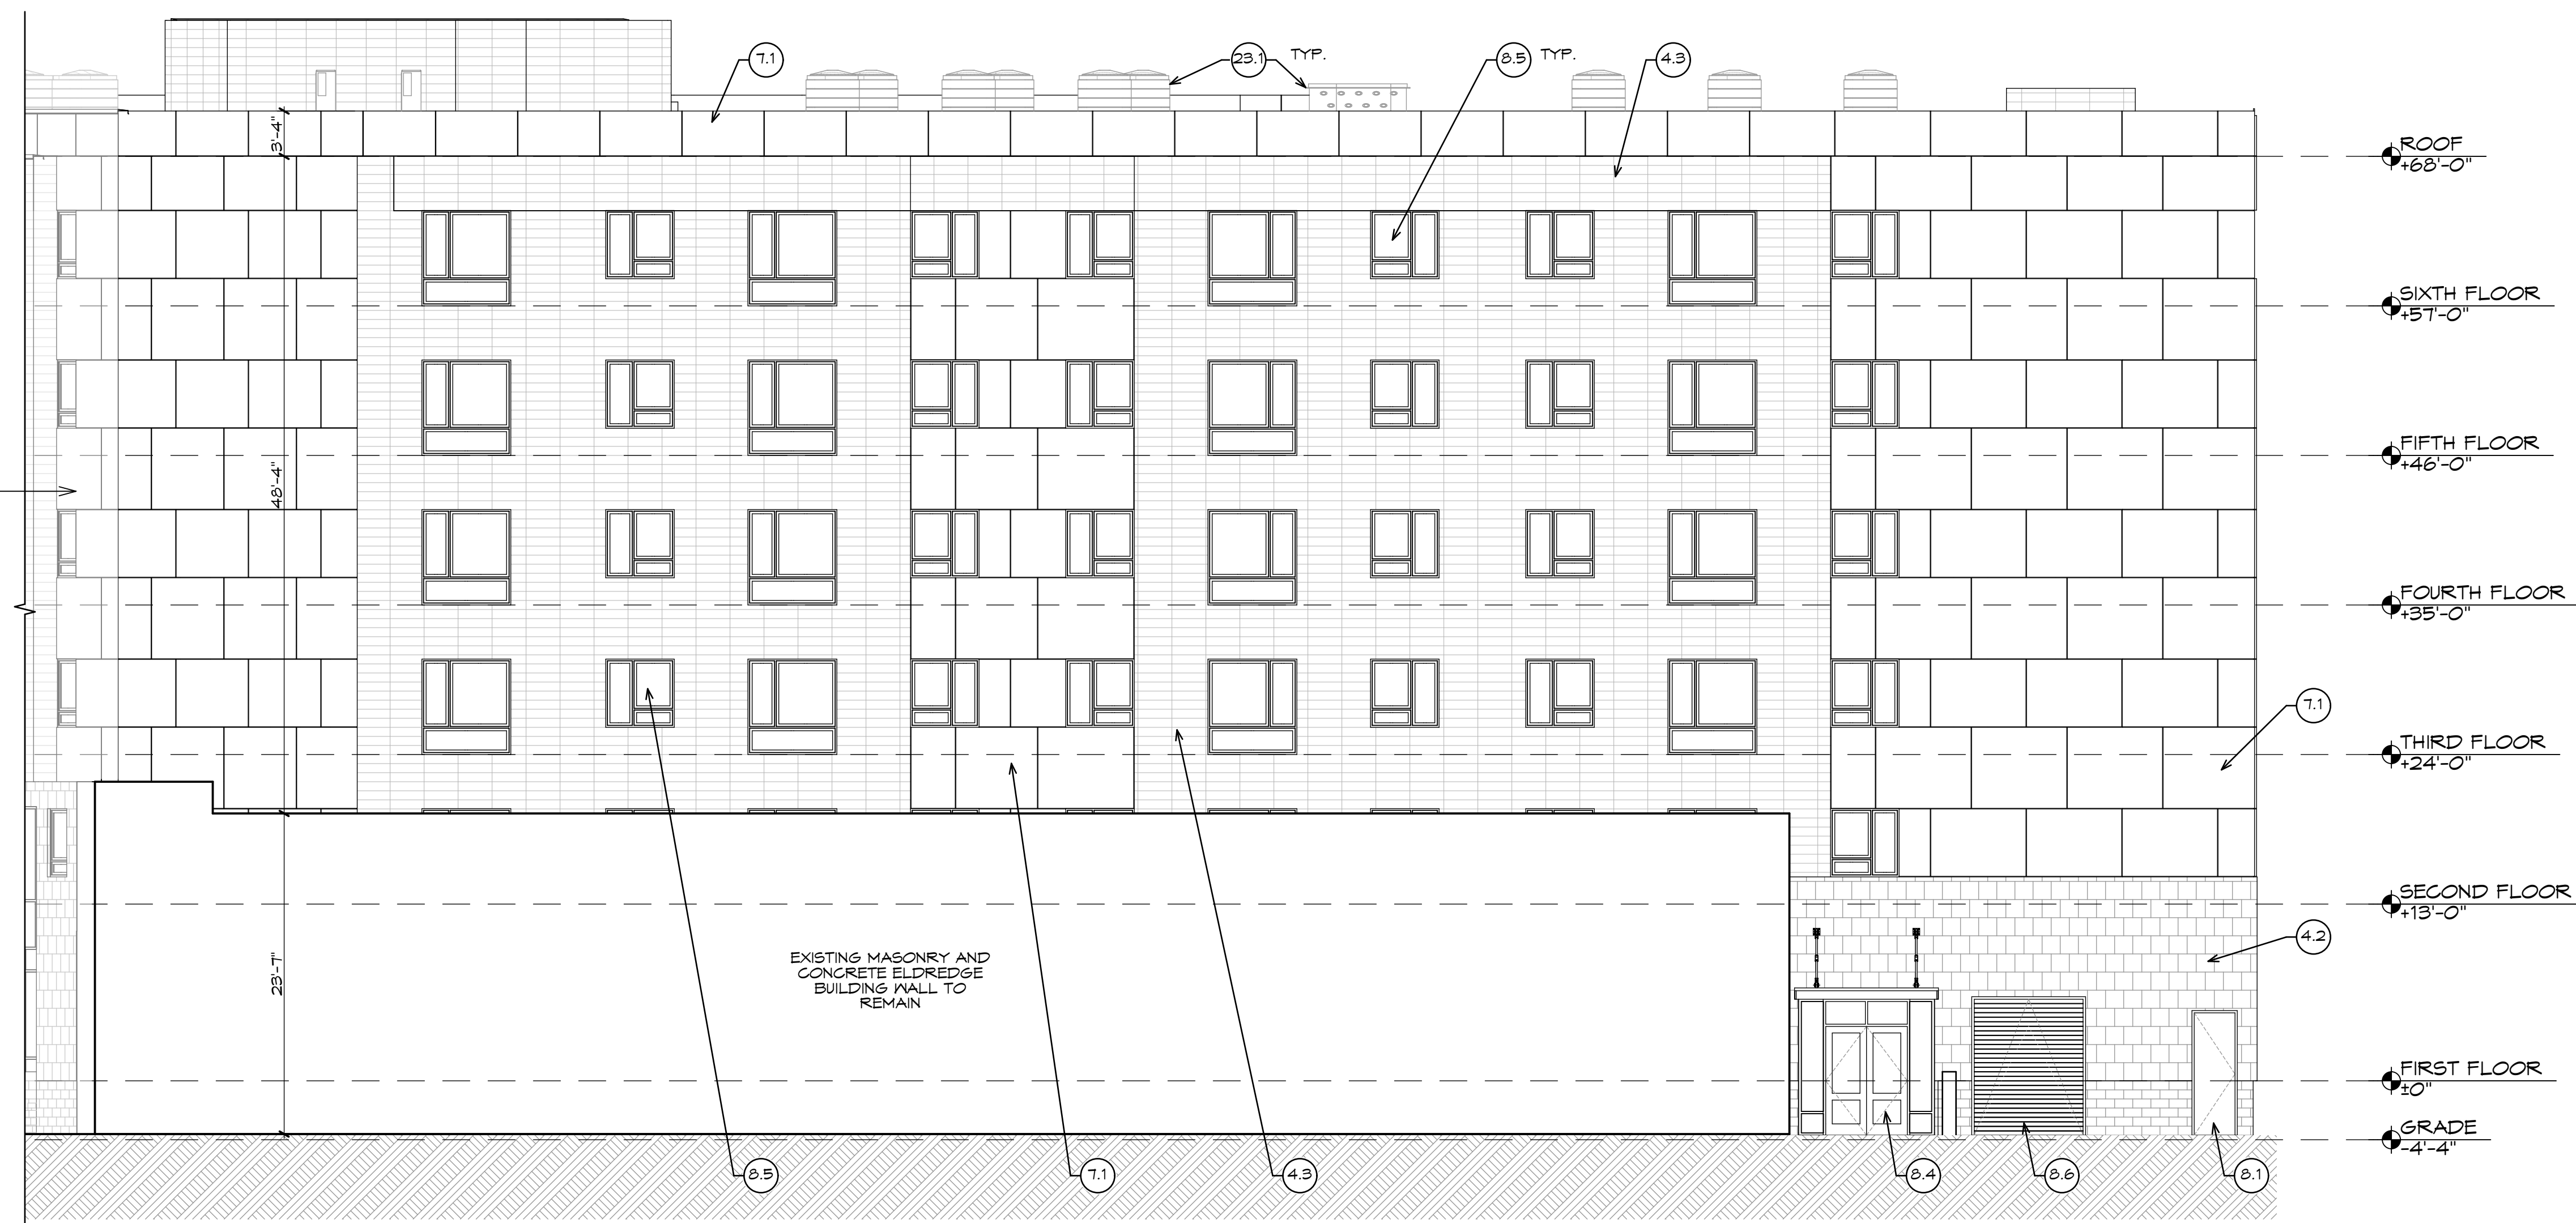 7.1
23.1
TYP.
8.5
TYP.
4.3
3'-4"
ROOF
+68'-0"
SIXTH FLOOR
+57'-0"
FIFTH FLOOR
+46'-0"
48'-4"
FOURTH FLOOR
+35'-0"
7.1
THIRD FLOOR
+24'-0"
SECOND FLOOR
+13'-0"
4.2
23'-7"
EXISTING MASONRY AND
CONCRETE ELDREDGE
BUILDING WALL TO
REMAIN
FIRST FLOOR
±0"
GRADE
-4'-4"
8.5
7.1
4.3
8.4
8.6
8.1